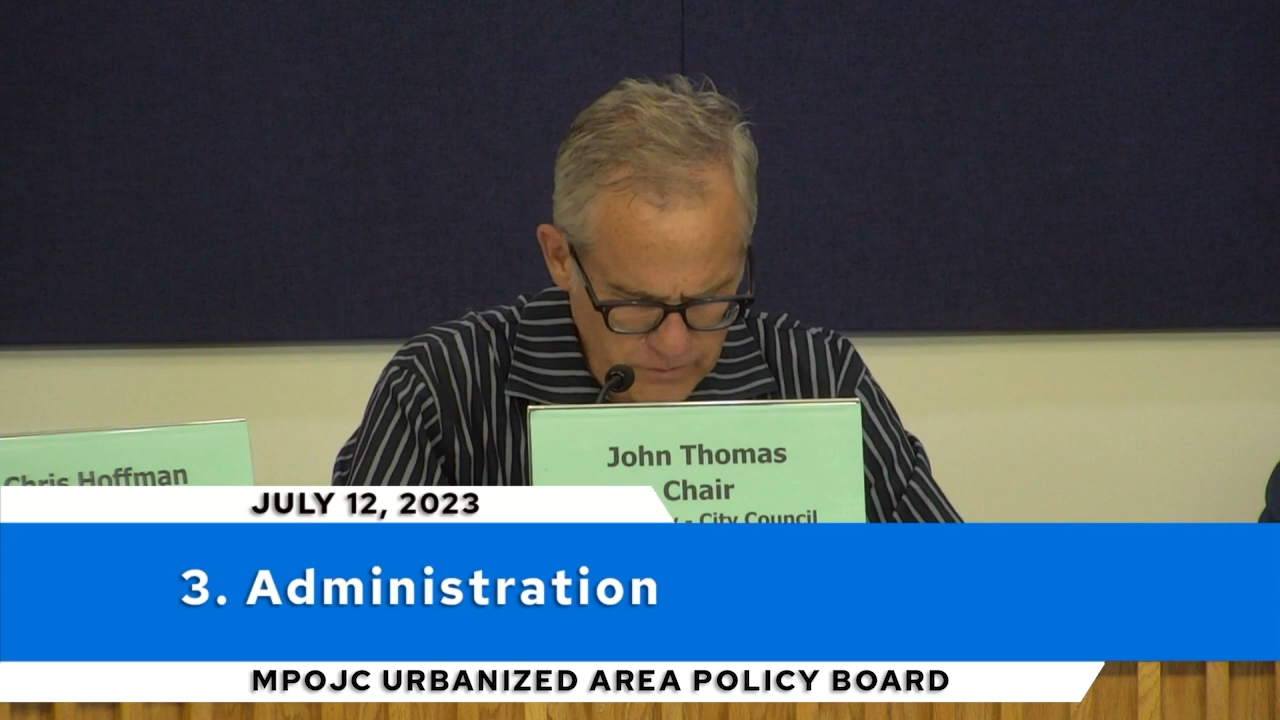 Chris Hoffman
John Thomas
Chair
- City Council
JULY 12, 2023
3. Administration
MPOJC URBANIZED AREA POLICY BOARD